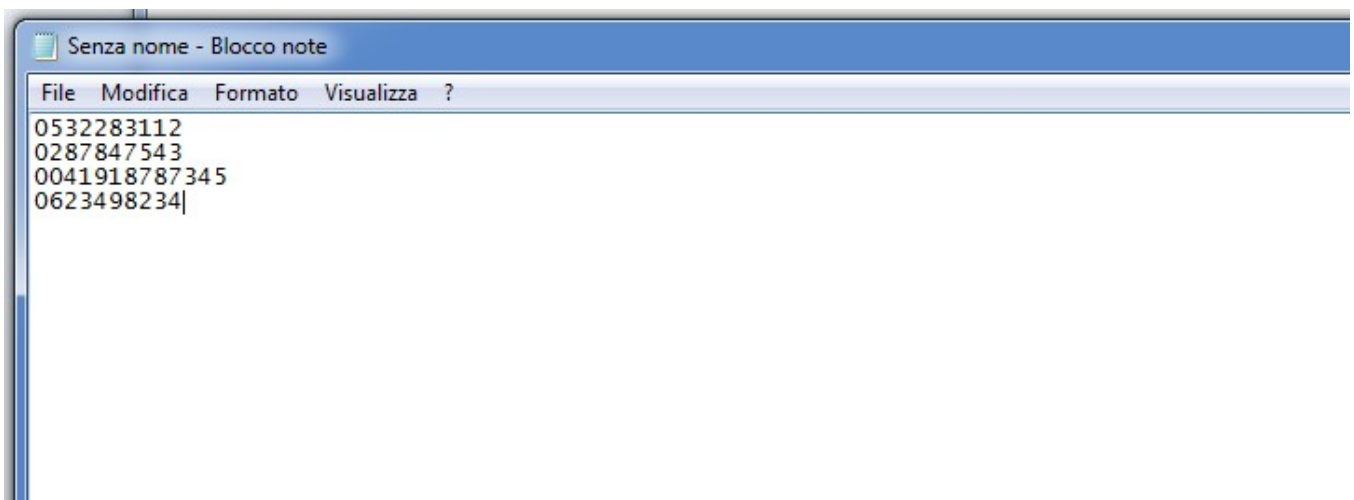 Senza nome - Blocco note
File Modifica Formato Visualizza ?
0532283112
0287847543
0041918787345
0623498234